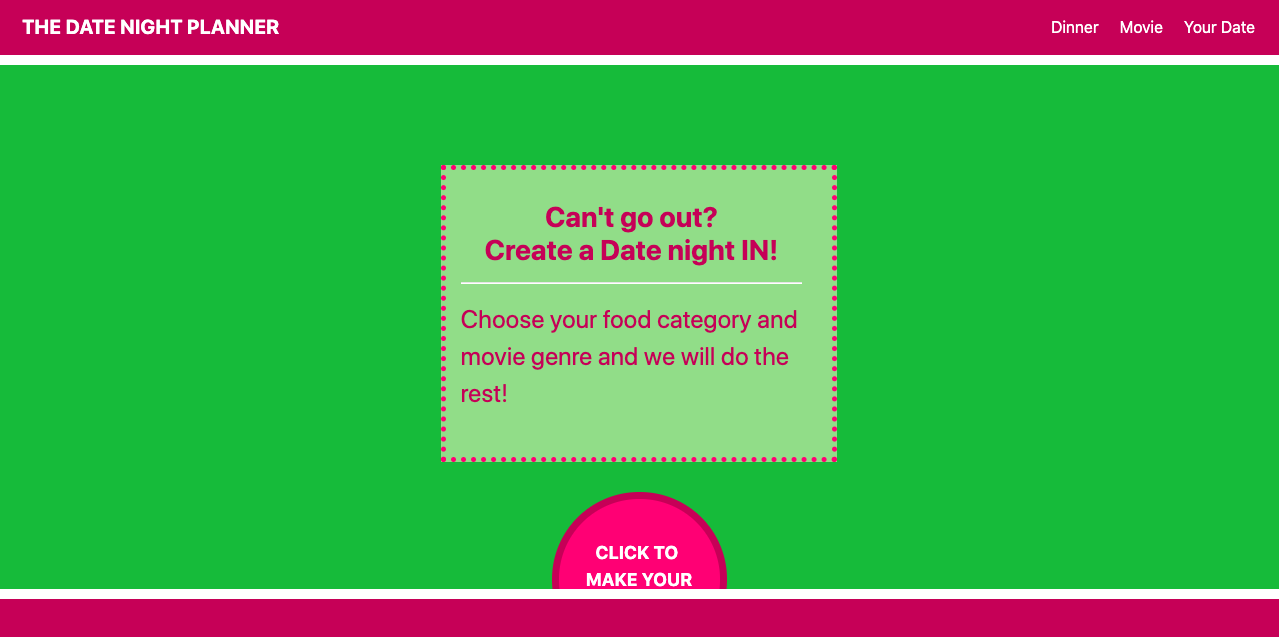 THE DATE NIGHT PLANNER
Dinner Movie Your Date
Can't go out?
Create a Date night IN!
Choose your food category and
movie genre and we will do the
rest!
CLICK TO
MAKE YOUR